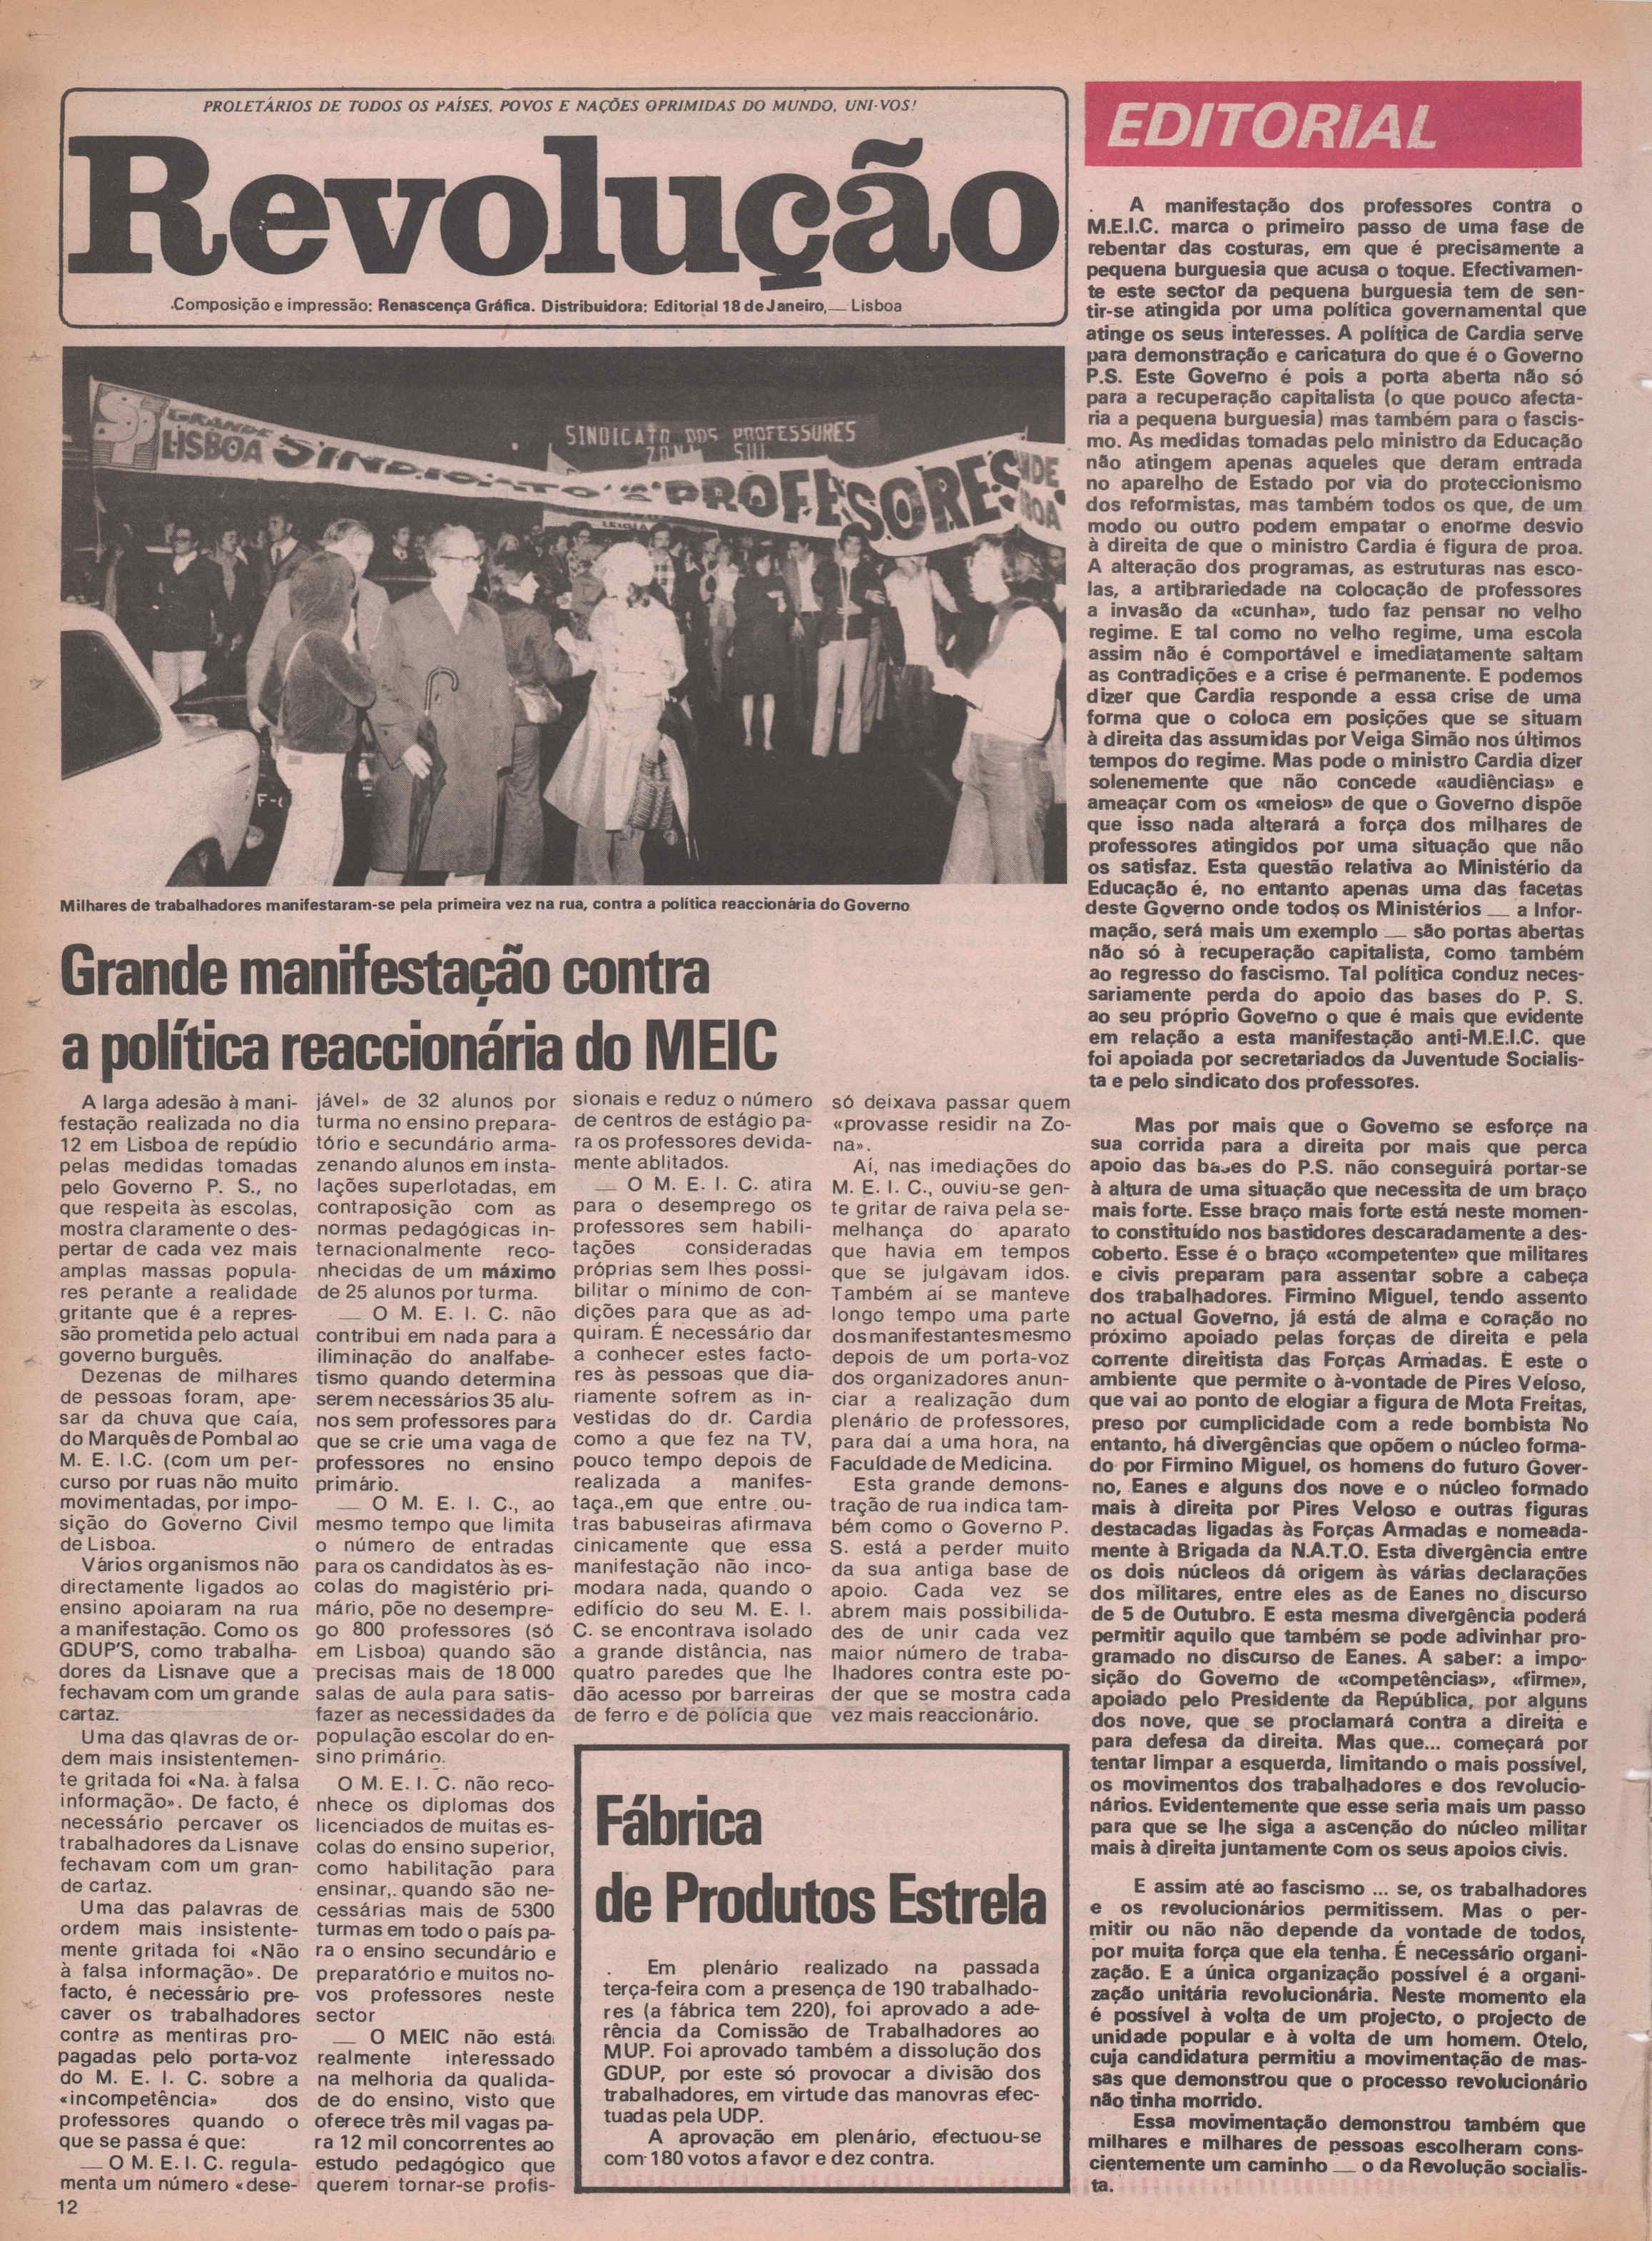 PROLETÁRIOS DE TODOS OS PAÍSES, POVOS E NAÇÕES OPRIMIDAS DO MUNDO, UNI-VOS!
Revolução
Composição e impressão: Renascença Gráfica. Distribuidora: Editorial 18 de Janeiro, — Lisboa
SP GRANDE
LISBOA SINDICATO DOS PROFESSORES
SINDICATO DOS PROFESSORES
ZONA SUL
Milhares de trabalhadores manifestaram-se pela primeira vez na rua, contra a política reaccionária do Governo
Grande manifestação contra
a política reaccionária do MEIC
A larga adesão à mani-
festação realizada no dia
12 em Lisboa de repúdio
pelas medidas tomadas
pelo Governo P. S., no
que respeita às escolas,
mostra claramente o des-
pertar de cada vez mais
amplas massas popula-
res perante a realidade
gritante que é a repres-
são prometida pelo actual
governo burguês.
Dezenas de milhares
de pessoas foram, ape-
sar da chuva que caía,
do Marquês de Pombal ao
M. E. I.C. (com um per-
curso por ruas não muito
movimentadas, por impo-
sição do Governo Civil
de Lisboa.
Vários organismos não
directamente ligados ao
ensino apoiaram na rua
a manifestação. Como os
GDUP'S, como trabalha-
dores da Lisnave que a
fechavam com um grande
cartaz.
Uma das qlavras de or-
dem mais insistentemen-
te gritada foi «Na. à falsa
informação». De facto, é
necessário percaver os
trabalhadores da Lisnave
fechavam com um gran-
de cartaz.
Uma das palavras de
ordem mais insistente-
mente gritada foi «Não
à falsa informação». De
facto, é necessário pre-
caver os trabalhadores
contra as mentiras pro-
pagadas pelo porta-voz
do M. E. I. C. sobre a
«incompetência» dos
professores quando o
que se passa é que:
— O M. E. I. C. regula-
menta um número «dese-
jável» de 32 alunos por
turma no ensino prepara-
tório e secundário arma-
zenando alunos em insta-
lações superlotadas, em
contraposição com as
normas pedagógicas in-
ternacionalmente reco-
nhecidas de um máximo
de 25 alunos por turma.
— O M. E. I. C. não
contribui em nada para a
iliminação do analfabe-
tismo quando determina
serem necessários 35 alu-
nos sem professores para
que se crie uma vaga de
professores no ensino
primário.
— O M. E. I. C., ao
mesmo tempo que limita
o número de entradas
para os candidatos às es-
colas do magistério pri-
mário, põe no desempre-
go 800 professores (só
em Lisboa) quando são
precisas mais de 18 000
salas de aula para satis-
fazer as necessidades da
população escolar do en-
sino primário.
O M. E. I. C. não reco-
nhece os diplomas dos
licenciados de muitas es-
colas do ensino superior,
como habilitação para
ensinar,. quando são ne-
cessárias mais de 5300
turmas em todo o país pa-
ra o ensino secundário e
preparatório e muitos no-
vos professores neste
sector
— O MEIC não está
realmente interessado
na melhoria da qualida-
de do ensino, visto que
oferece três mil vagas pa-
ra 12 mil concorrentes ao
estudo pedagógico que
querem tornar-se profis-
sionais e reduz o número
de centros de estágio pa-
ra os professores devida-
mente ablitados.
— O M. E. I. C. atira
para o desemprego os
professores sem habili-
tações consideradas
próprias sem lhes possi-
bilitar o mínimo de con-
dições para que as ad-
quiram. É necessário dar
a conhecer estes facto-
res às pessoas que dia-
riamente sofrem as in-
vestidas do dr. Cardia
como a que fez na TV,
pouco tempo depois de
realizada a manifes-
taça.,em que entre ou-
tras babuseiras afirmava
cinicamente que essa
manifestação não inco-
modara nada, quando o
edifício do seu M. E. I.
C. se encontrava isolado
a grande distância, nas
quatro paredes que lhe
dão acesso por barreiras
de ferro e de polícia que
só deixava passar quem
«provasse residir na Zo-
na».
Aí, nas imediações do
M. E. I. C., ouviu-se gen-
te gritar de raiva pela se-
melhança do aparato
que havia em tempos
que se julgavam idos.
Também aí se manteve
longo tempo uma parte
dos manifestantes mesmo
depois de um porta-voz
dos organizadores anun-
ciar a realização dum
plenário de professores,
para daí a uma hora, na
Faculdade de Medicina.
Esta grande demons-
tração de rua indica tam-
bém como o Governo P.
S. está a perder muito
da sua antiga base de
apoio. Cada vez se
abrem mais possibilida-
des de unir cada vez
maior número de traba-
lhadores contra este po-
der que se mostra cada
vez mais reaccionário.
Fábrica
de Produtos Estrela
Em plenário realizado na passada
terça-feira com a presença de 190 trabalhado-
res (a fábrica tem 220), foi aprovado a ade-
rência da Comissão de Trabalhadores ao
MUP. Foi aprovado também a dissolução dos
GDUP, por este só provocar a divisão dos
trabalhadores, em virtude das manovras efec-
tuadas pela UDP.
A aprovação em plenário, efectuou-se
com 180 votos a favor e dez contra.
EDITORIAL
A manifestação dos professores contra o
M.E.I.C. marca o primeiro passo de uma fase de
rebentar das costuras, em que é precisamente a
pequena burguesia que acusa o toque. Efectivamen-
te este sector da pequena burguesia tem de sen-
tir-se atingida por uma política governamental que
atinge os seus interesses. A política de Cardia serve
para demonstração e caricatura do que é o Governo
P.S. Este Governo é pois a porta aberta não só
para a recuperação capitalista (o que pouco afecta-
ria a pequena burguesia) mas também para o fascis-
mo. As medidas tomadas pelo ministro da Educação
não atingem apenas aqueles que deram entrada
no aparelho de Estado por via do proteccionismo
dos reformistas, mas também todos os que, de um
modo ou outro podem empatar o enorme desvio
à direita de que o ministro Cardia é figura de proa.
A alteração dos programas, as estruturas nas esco-
las, a artibrariedade na colocação de professores
a invasão da «cunha», tudo faz pensar no velho
regime. E tal como no velho regime, uma escola
assim não é comportável e imediatamente saltam
as contradições e a crise é permanente. E podemos
dizer que Cardia responde a essa crise de uma
forma que o coloca em posições que se situam
à direita das assumidas por Veiga Simão nos últimos
tempos do regime. Mas pode o ministro Cardia dizer
solenemente que não concede «audiências» e
ameaçar com os «meios» de que o Governo dispõe
que isso nada alterará a força dos milhares de
professores atingidos por uma situação que não
os satisfaz. Esta questão relativa ao Ministério da
Educação é, no entanto apenas uma das facetas
deste Governo onde todos os Ministérios — a Infor-
mação, será mais um exemplo — são portas abertas
não só à recuperação capitalista, como também
ao regresso do fascismo. Tal política conduz neces-
sariamente perda do apoio das bases do P. S.
ao seu próprio Governo o que é mais que evidente
em relação a esta manifestação anti-M.E.I.C. que
foi apoiada por secretariados da Juventude Socialis-
ta e pelo sindicato dos professores.
Mas por mais que o Governo se esforçe na
sua corrida para a direita por mais que perca
apoio das bases do P.S. não conseguirá portar-se
à altura de uma situação que necessita de um braço
mais forte. Esse braço mais forte está neste momen-
to constituído nos bastidores descaradamente a des-
coberto. Esse é o braço «competente» que militares
e civis preparam para assentar sobre a cabeça
dos trabalhadores. Firmino Miguel, tendo assento
no actual Governo, já está de alma e coração no
próximo apoiado pelas forças de direita e pela
corrente direitista das Forças Armadas. E este o
ambiente que permite o à-vontade de Pires Veloso,
que vai ao ponto de elogiar a figura de Mota Freitas,
preso por cumplicidade com a rede bombista No
entanto, há divergências que opõem o núcleo forma-
do por Firmino Miguel, os homens do futuro Gover-
no, Eanes e alguns dos nove e o núcleo formado
mais à direita por Pires Veloso e outras figuras
destacadas ligadas às Forças Armadas e nomeada-
mente à Brigada da N.A.T.O. Esta divergência entre
os dois núcleos dá origem às várias declarações
dos militares, entre eles as de Eanes no discurso
de 5 de Outubro. E esta mesma divergência poderá
permitir aquilo que também se pode adivinhar pro-
gramado no discurso de Eanes. A saber: a impo-
sição do Governo de «competências», «firme»,
apoiado pelo Presidente da República, por alguns
dos nove, que se proclamará contra a direita e
para defesa da direita. Mas que... começará por
tentar limpar a esquerda, limitando o mais possível,
os movimentos dos trabalhadores e dos revolucio-
nários. Evidentemente que esse seria mais um passo
para que se lhe siga a ascenção do núcleo militar
mais à direita juntamente com os seus apoios civis.
E assim até ao fascismo ... se, os trabalhadores
e os revolucionários permitissem. Mas o per-
mitir ou não não depende da vontade de todos,
por muita força que ela tenha. É necessário organi-
zação. E a única organização possível é a organi-
zação unitária revolucionária. Neste momento ela
é possível à volta de um projecto, o projecto de
unidade popular e à volta de um homem. Otelo,
cuja candidatura permitiu a movimentação de mas-
sas que demonstrou que o processo revolucionário
não tinha morrido.
Essa movimentação demonstrou também que
milhares e milhares de pessoas escolheram cons-
cientemente um caminho — o da Revolução socialis-
ta.
12